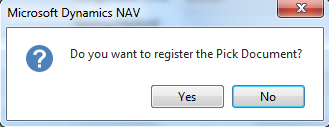 Microsoft Dynamics NAV
Do you want to register the Pick Document?
Yes No